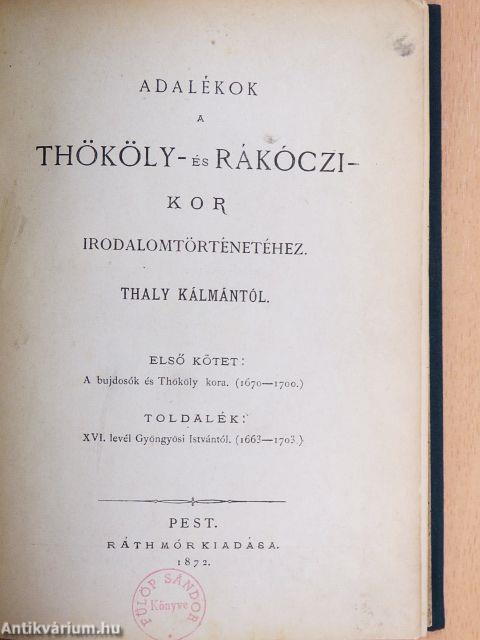 ADALÉKOK
A
THÖKÖLY- ÉS RÁKÓCZI-
KOR
IRODALOMTÖRTÉNETÉHEZ.
THALY KÁLMÁNTÓL.
ELSŐ KÖTET:
A bujdosók és Thököly kora. (1670—1700.)
TOLDALÉK:
XVI. levél Gyöngyösi Istvántól. (1663—1703.)
PEST.
RÁTH MÓR KIADÁSA.
1872.
FÜLÖP SÁNDOR
Könyve
Antikvárium.hu